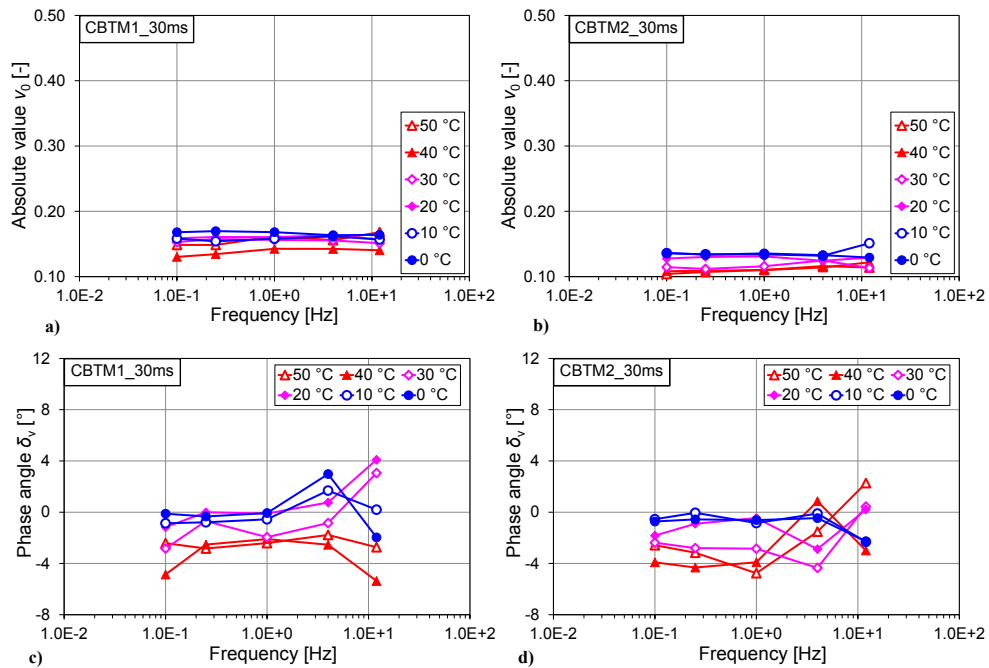 CBTM1_30ms
Absolute value v₀ [-]
0.50
0.40
0.30
0.20
0.10
50 °C
40 °C
30 °C
20 °C
10 °C
0 °C
1.0E-2 1.0E-1 1.0E+0 1.0E+1 1.0E+2
Frequency [Hz]
a)
CBTM2_30ms
Absolute value v₀ [-]
0.50
0.40
0.30
0.20
0.10
50 °C
40 °C
30 °C
20 °C
10 °C
0 °C
1.0E-2 1.0E-1 1.0E+0 1.0E+1 1.0E+2
Frequency [Hz]
b)
CBTM1_30ms
Phase angle δᵥ [°]
12
8
4
0
-4
-8
50 °C 40 °C 30 °C
20 °C 10 °C 0 °C
1.0E-2 1.0E-1 1.0E+0 1.0E+1 1.0E+2
Frequency [Hz]
c)
CBTM2_30ms
Phase angle δᵥ [°]
12
8
4
0
-4
-8
50 °C 40 °C 30 °C
20 °C 10 °C 0 °C
1.0E-2 1.0E-1 1.0E+0 1.0E+1 1.0E+2
Frequency [Hz]
d)